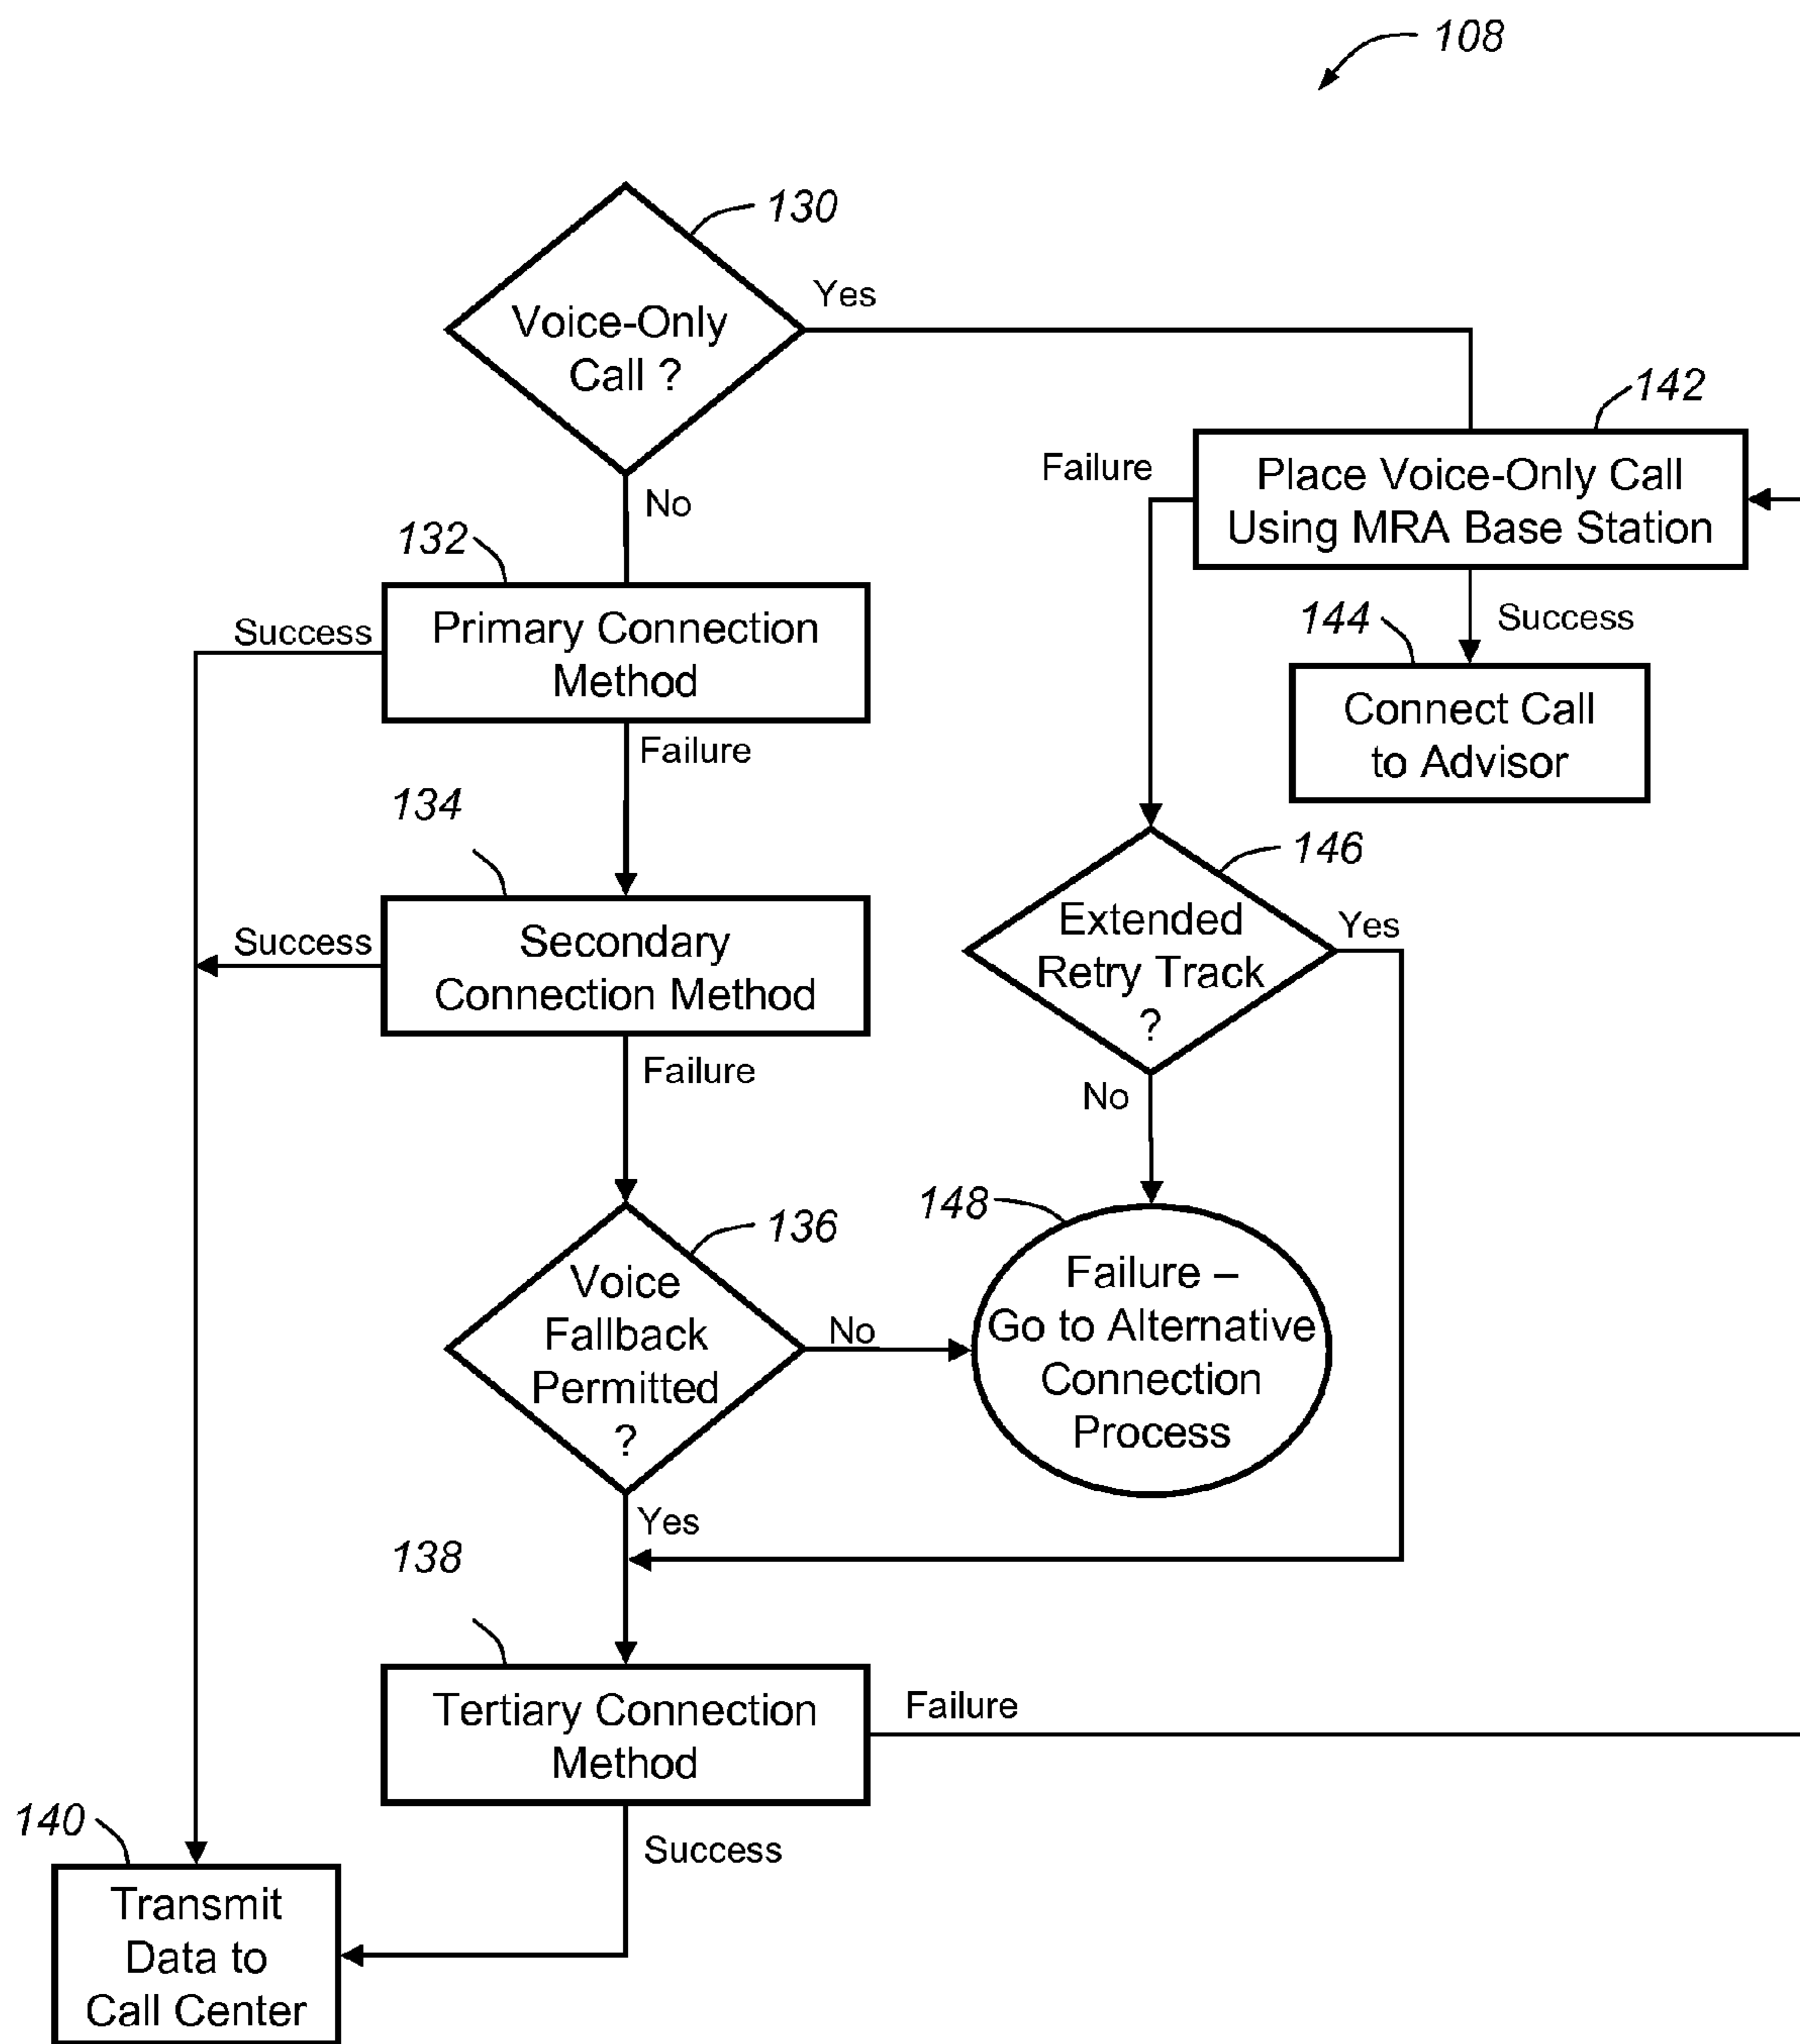 108
130
Voice-Only
Call ?
Yes
No
142
Place Voice-Only Call
Using MRA Base Station
Failure
Success
132
Primary Connection
Method
Success
Failure
144
Connect Call
to Advisor
134
Secondary
Connection Method
Success
Failure
146
Extended
Retry Track
?
Yes
No
136
Voice
Fallback
Permitted
?
No
Yes
148
Failure –
Go to Alternative
Connection
Process
138
Tertiary Connection
Method
Failure
Success
140
Transmit
Data to
Call Center